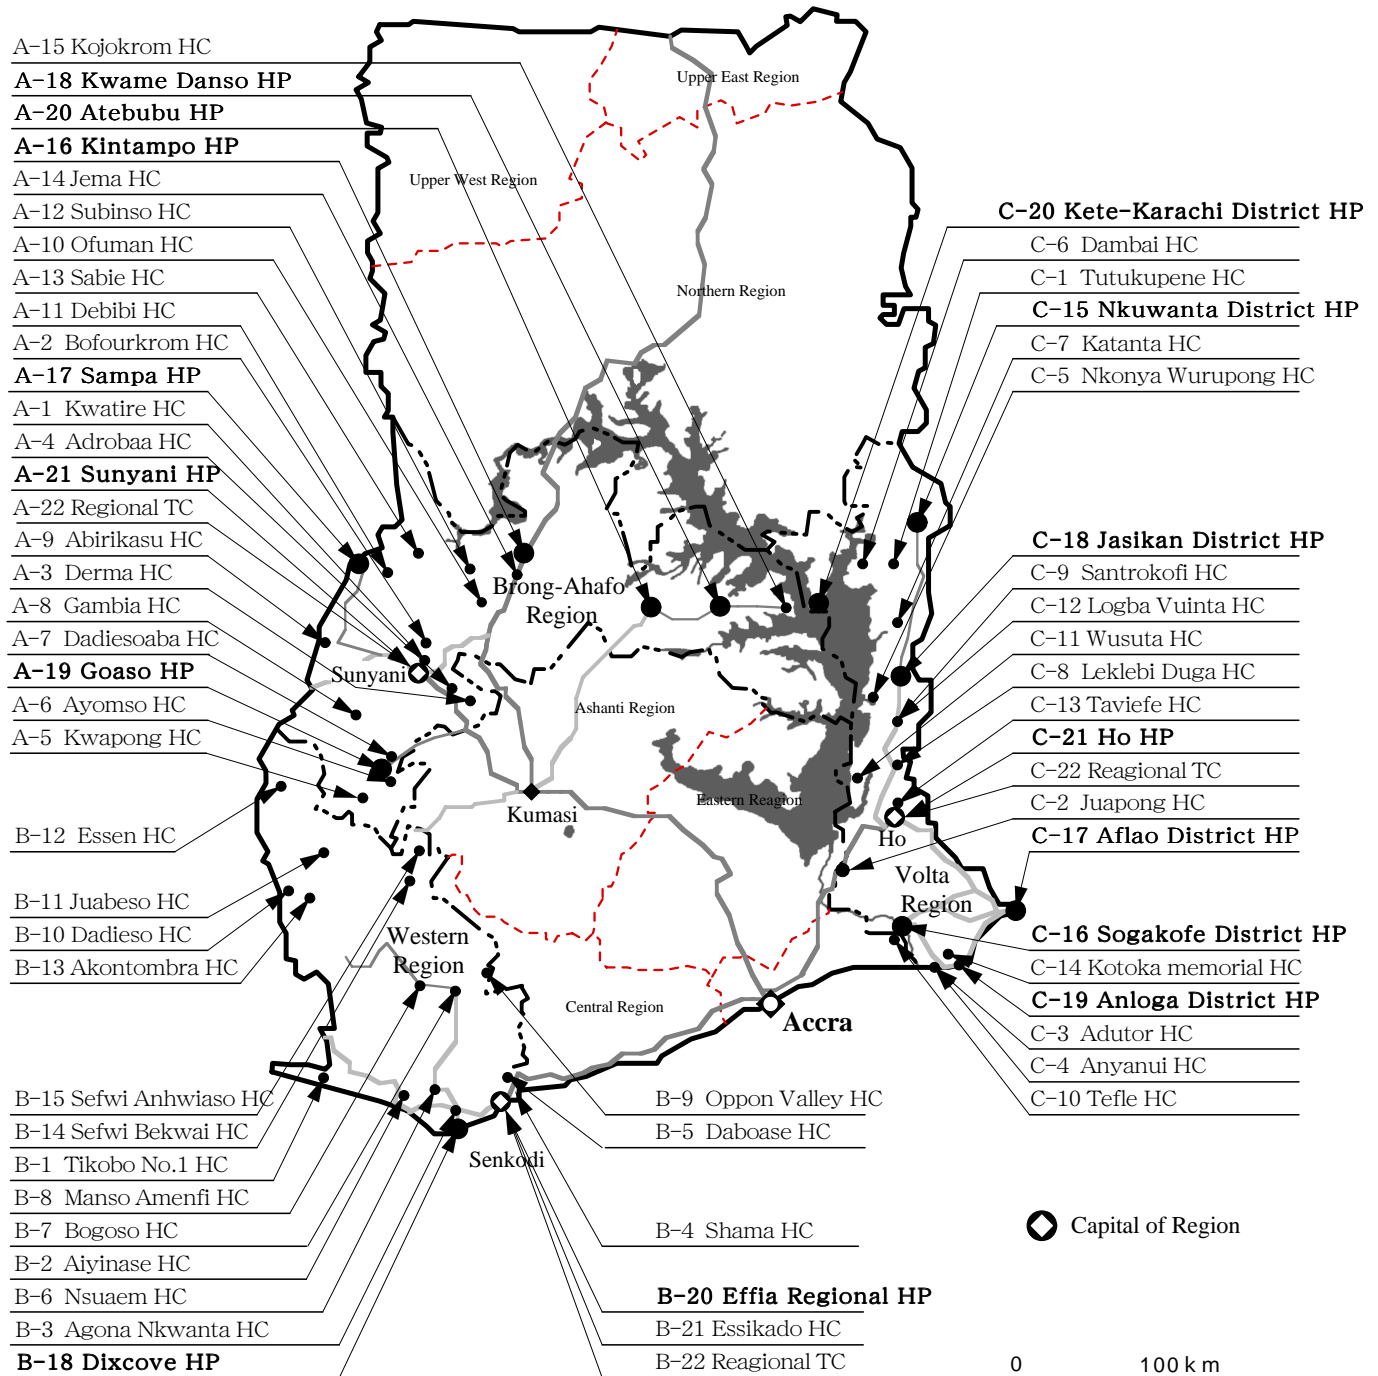 A-15 Kojokrom HC
A-18 Kwame Danso HP
A-20 Atebubu HP
A-16 Kintampo HP
A-14 Jema HC
A-12 Subinso HC
A-10 Ofuman HC
A-13 Sabie HC
A-11 Debibi HC
A-2 Bofourkrom HC
A-17 Sampa HP
A-1 Kwatire HC
A-4 Adrobaa HC
A-21 Sunyani HP
A-22 Regional TC
A-9 Abirikasu HC
A-3 Derma HC
A-8 Gambia HC
A-7 Dadiesoaba HC
A-19 Goaso HP
A-6 Ayomso HC
A-5 Kwapong HC
B-12 Essen HC
B-11 Juabeso HC
B-10 Dadieso HC
B-13 Akontombra HC
B-15 Sefwi Anhwiaso HC
B-14 Sefwi Bekwai HC
B-1 Tikobo No.1 HC
B-8 Manso Amenfi HC
B-7 Bogoso HC
B-2 Aiyinase HC
B-6 Nsuaem HC
B-3 Agona Nkwanta HC
B-18 Dixcove HP
Upper East Region
Upper West Region
Northern Region
Brong-Ahafo
Region
Sunyani
Ashanti Region
Kumasi
Eastern Reagion
Ho
Volta
Region
Western
Region
Central Region
Accra
Senkodi
C-20 Kete-Karachi District HP
C-6 Dambai HC
C-1 Tutukupene HC
C-15 Nkuwanta District HP
C-7 Katanta HC
C-5 Nkonya Wurupong HC
C-18 Jasikan District HP
C-9 Santrokofi HC
C-12 Logba Vuinta HC
C-11 Wusuta HC
C-8 Leklebi Duga HC
C-13 Taviefe HC
C-21 Ho HP
C-22 Reagional TC
C-2 Juapong HC
C-17 Aflao District HP
C-16 Sogakofe District HP
C-14 Kotoka memorial HC
C-19 Anloga District HP
C-3 Adutor HC
C-4 Anyanui HC
C-10 Tefle HC
B-9 Oppon Valley HC
B-5 Daboase HC
B-4 Shama HC
B-20 Effia Regional HP
B-21 Essikado HC
B-22 Reagional TC
Capital of Region
0 100km